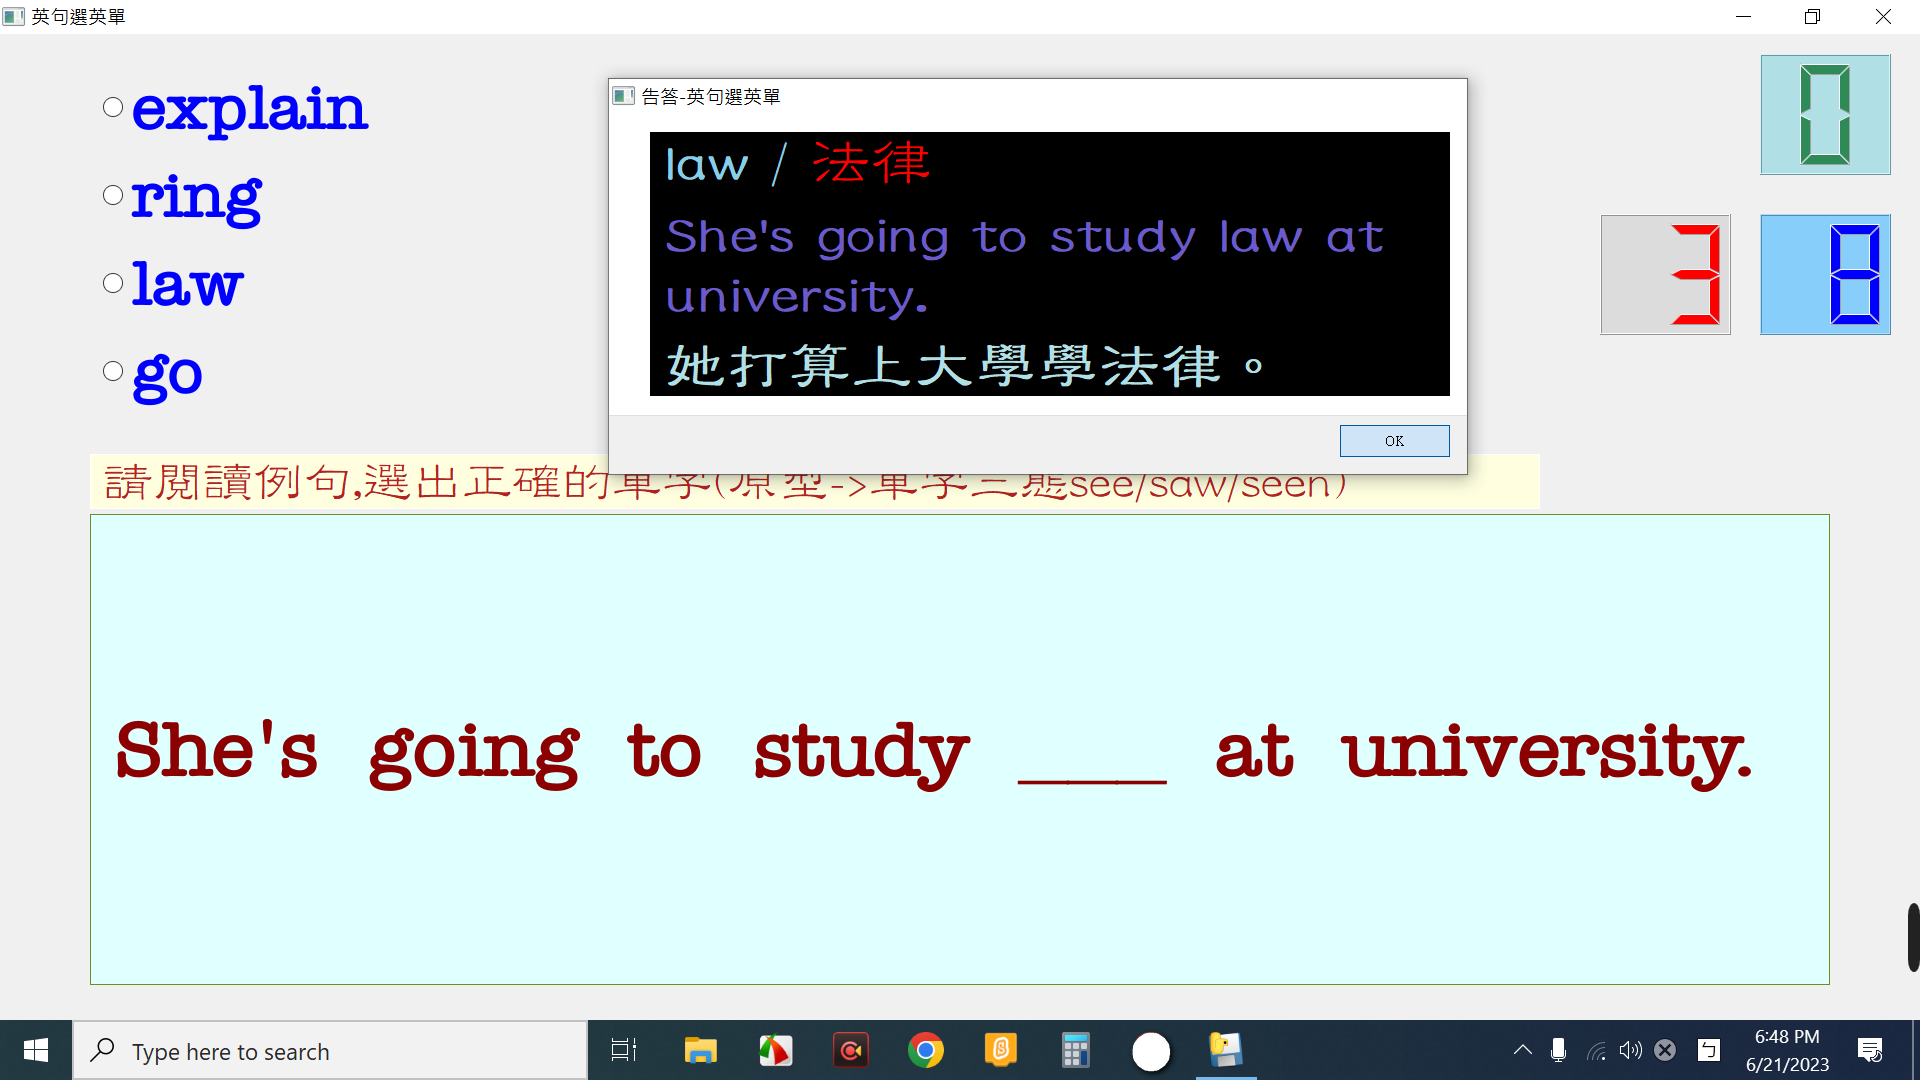 英句選英單
explain
ring
law
go
告答-英句選英單
law / 法律
She's going to study law at
university.
她打算上大學學法律。
OK
0
3
8
請閱讀例句,選出正確的單字(原型->單字三態see/saw/seen)
She's going to study ___ at university.
Type here to search
6:48 PM
6/21/2023